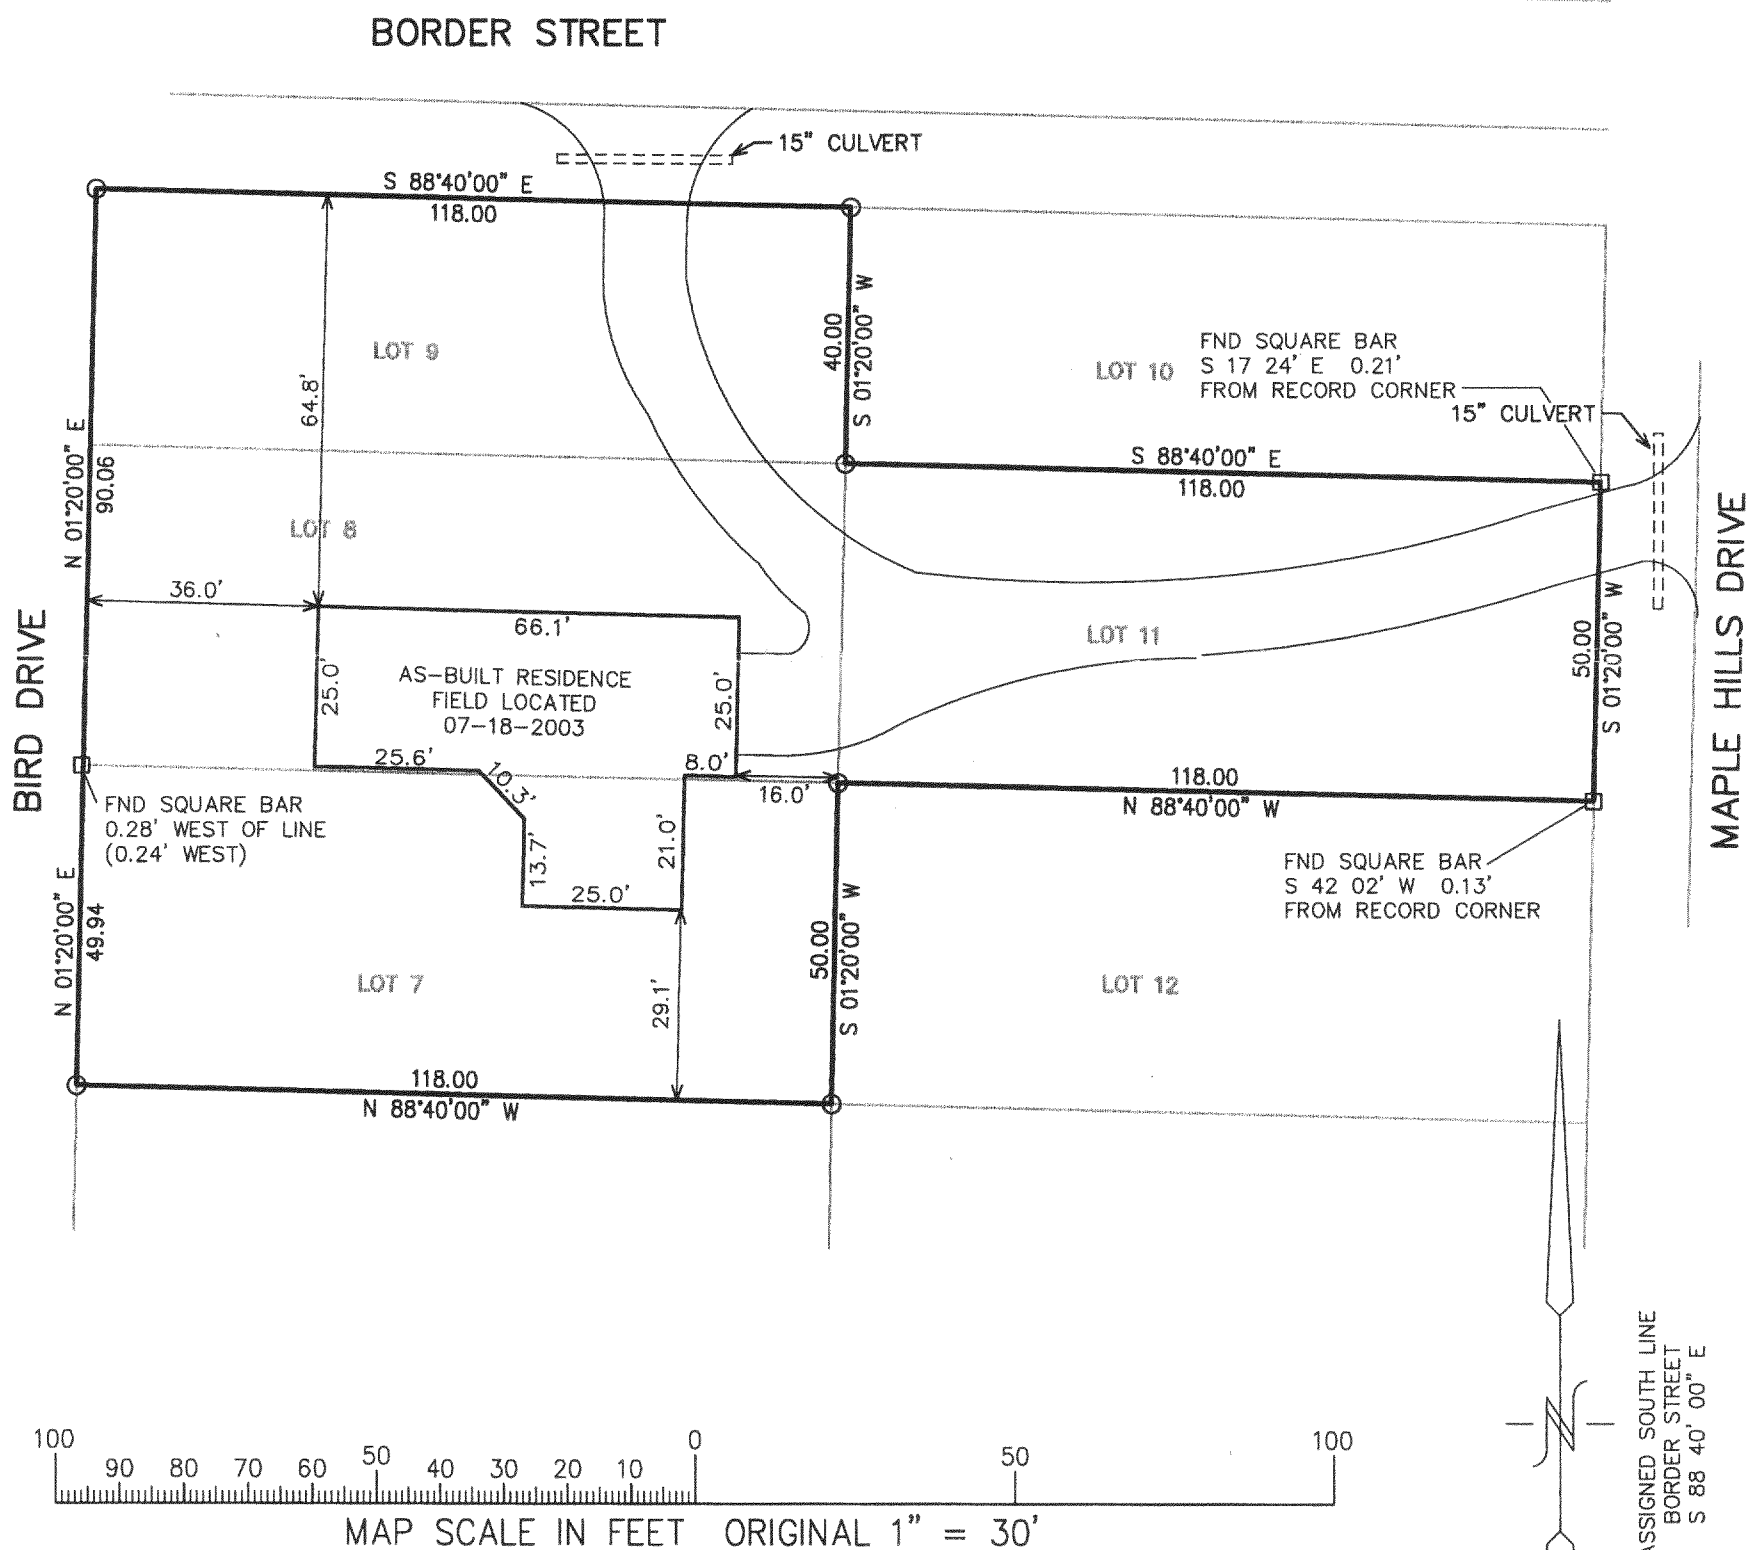 BORDER STREET
15" CULVERT
S 88°40'00" E
118.00
LOT 9
64.8'
40.00
S 01°20'00" W
LOT 10
FND SQUARE BAR
S 17 24' E 0.21'
FROM RECORD CORNER
15" CULVERT
N 01°20'00" E
90.06
S 88°40'00" E
118.00
LOT 8
36.0'
66.1'
AS-BUILT RESIDENCE
FIELD LOCATED
07-18-2003
25.0'
25.0'
LOT 11
50.00
S 01°20'00" W
BIRD DRIVE
MAPLE HILLS DRIVE
25.6'
10.3'
8.0'
16.0'
118.00
N 88°40'00" W
FND SQUARE BAR
0.28' WEST OF LINE
(0.24' WEST)
13.7'
21.0'
25.0'
FND SQUARE BAR
S 42 02' W 0.13'
FROM RECORD CORNER
N 01°20'00" E
49.94
LOT 7
29.1'
50.00
S 01°20'00" W
LOT 12
118.00
N 88°40'00" W
ASSIGNED SOUTH LINE
BORDER STREET
S 88 40' 00" E
N
100 90 80 70 60 50 40 30 20 10 0 50 100
MAP SCALE IN FEET ORIGINAL 1" = 30'